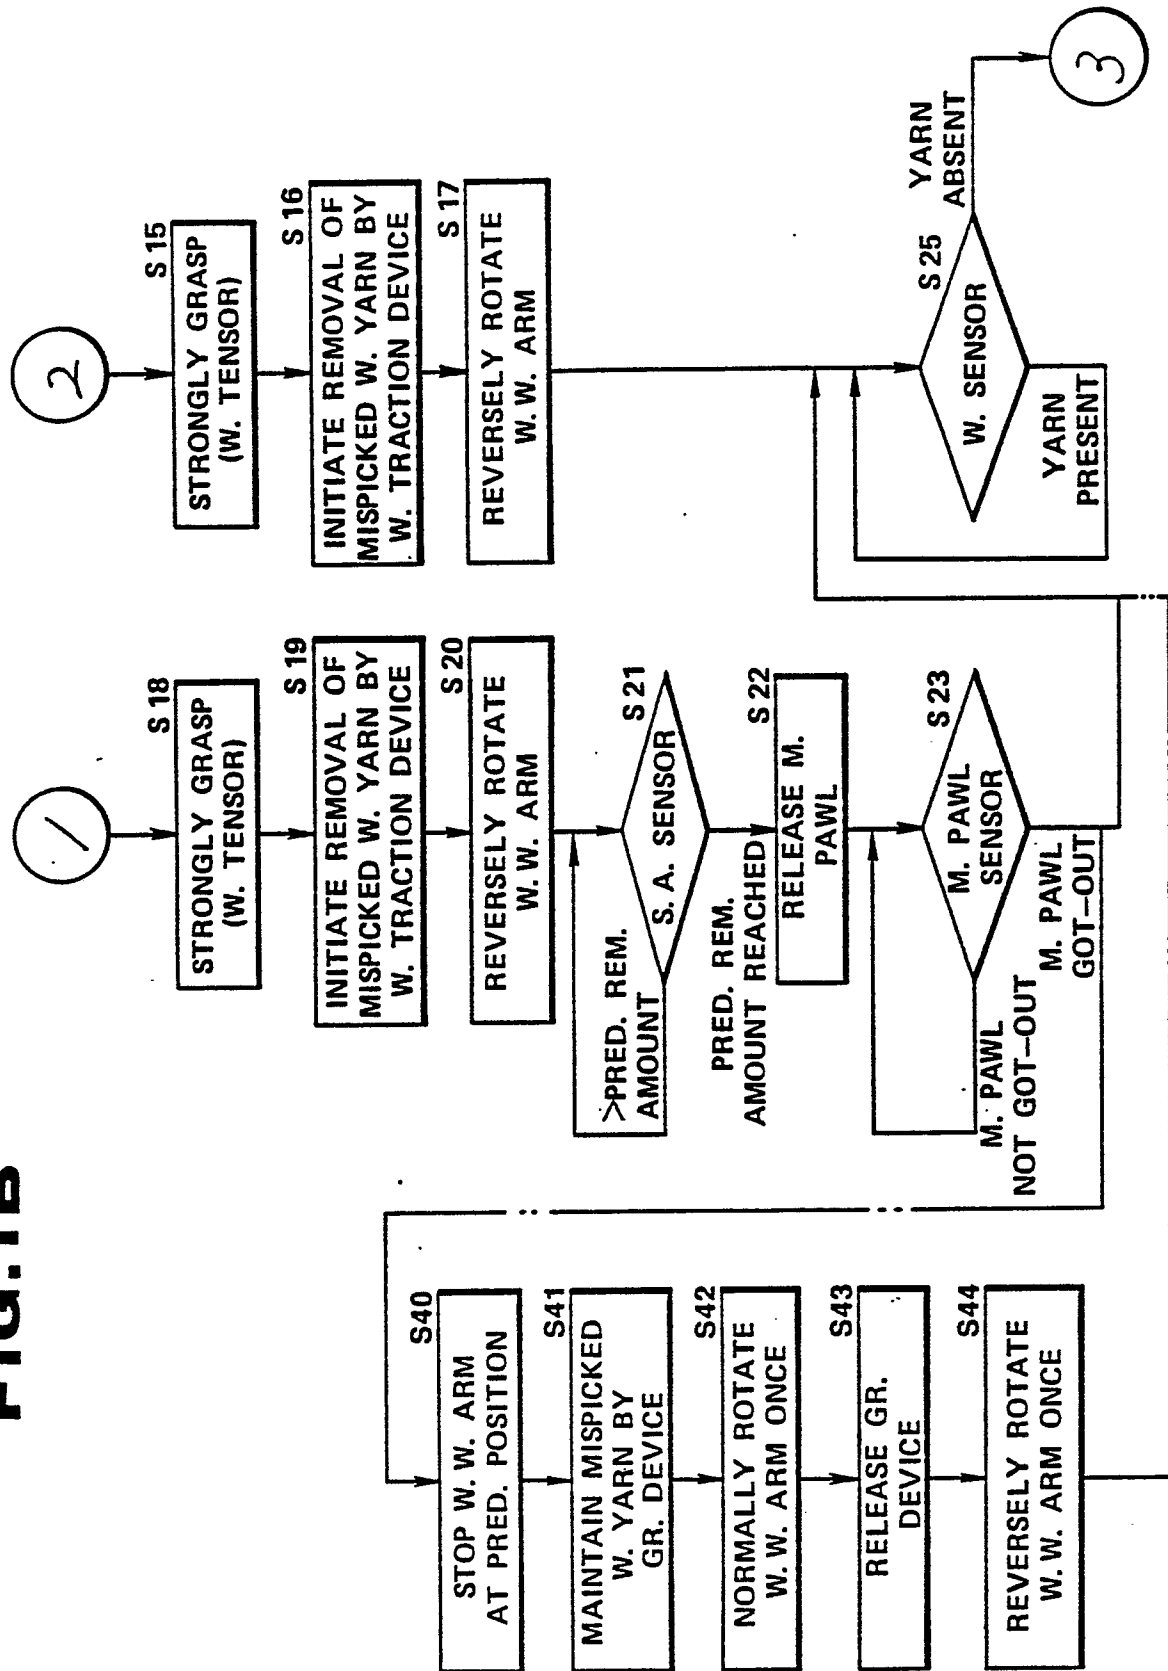 FIG.1B
1
S18
STRONGLY GRASP
(W. TENSOR)
S19
INITIATE REMOVAL OF
MISPICKED W. YARN BY
W. TRACTION DEVICE
S20
REVERSELY ROTATE
W. W. ARM
S21
S. A. SENSOR
>PRED. REM.
AMOUNT
PRED. REM.
AMOUNT REACHED
S22
RELEASE M.
PAWL
S23
M. PAWL
SENSOR
M. PAWL
NOT GOT-OUT
M. PAWL
GOT-OUT
2
S15
STRONGLY GRASP
(W. TENSOR)
S16
INITIATE REMOVAL OF
MISPICKED W. YARN BY
W. TRACTION DEVICE
S17
REVERSELY ROTATE
W. W. ARM
S25
W. SENSOR
YARN
PRESENT
YARN
ABSENT
3
S40
STOP W. W. ARM
AT PRED. POSITION
S41
MAINTAIN MISPICKED
W. YARN BY
GR. DEVICE
S42
NORMALLY ROTATE
W. W. ARM ONCE
S43
RELEASE GR.
DEVICE
S44
REVERSELY ROTATE
W. W. ARM ONCE